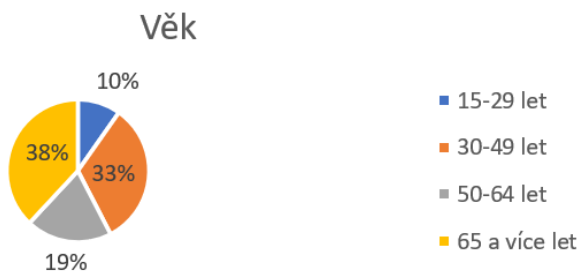 Věk
10%
38%
33%
19%
15-29 let
30-49 let
50-64 let
65 a více let